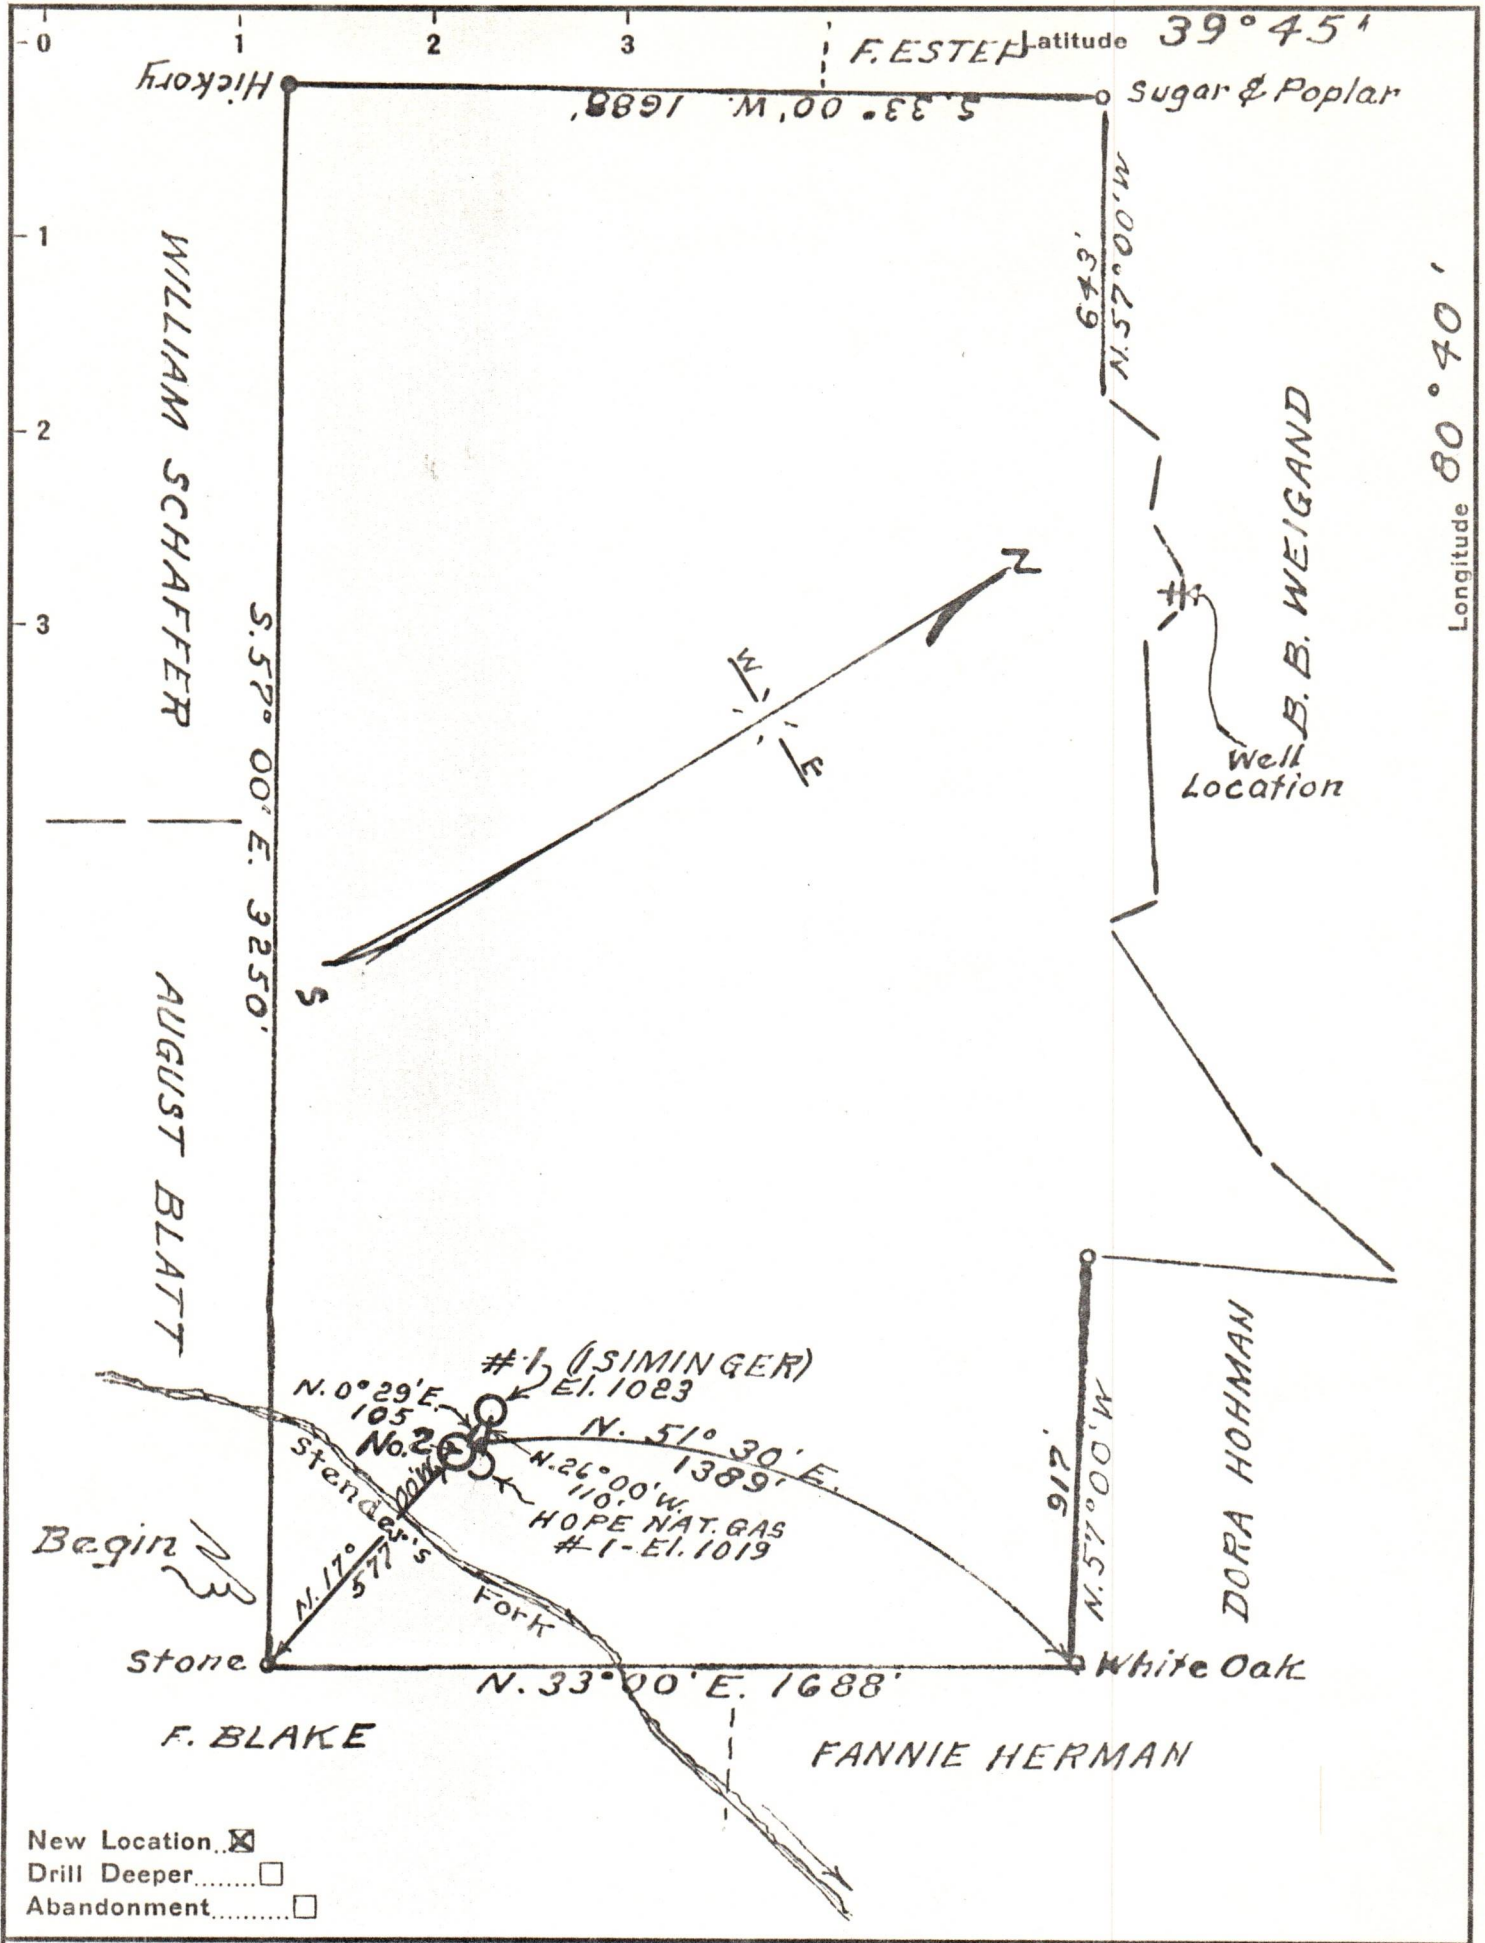 0 1 2 3
F. ESTEP
Latitude 39° 45'
Hickory
S. 33° 00' W. 1688'
Sugar & Poplar
643'
N. 57° 00' W
1
2
3
WILLIAM SCHAFFER
S. 57° 00' E. 3250'
AUGUST BLATT
Longitude 80° 40'
B. B. WEIGAND
Well
Location
N
W
E
S
#1 (ISIMINGER)
El. 1023
N. 0° 29' E.
105
No. 2
N. 51° 30' E.
1389'
N. 26° 00' W.
110'
HOPE NAT. GAS
#1 - El. 1019
N. 17° 00' W
577
Stender's
Fork
Begin
Stone
N. 33° 00' E. 1688'
White Oak
917'
N. 57° 00' W
DORA HOHMAN
F. BLAKE
FANNIE HERMAN
New Location..☒
Drill Deeper........☐
Abandonment..........☐